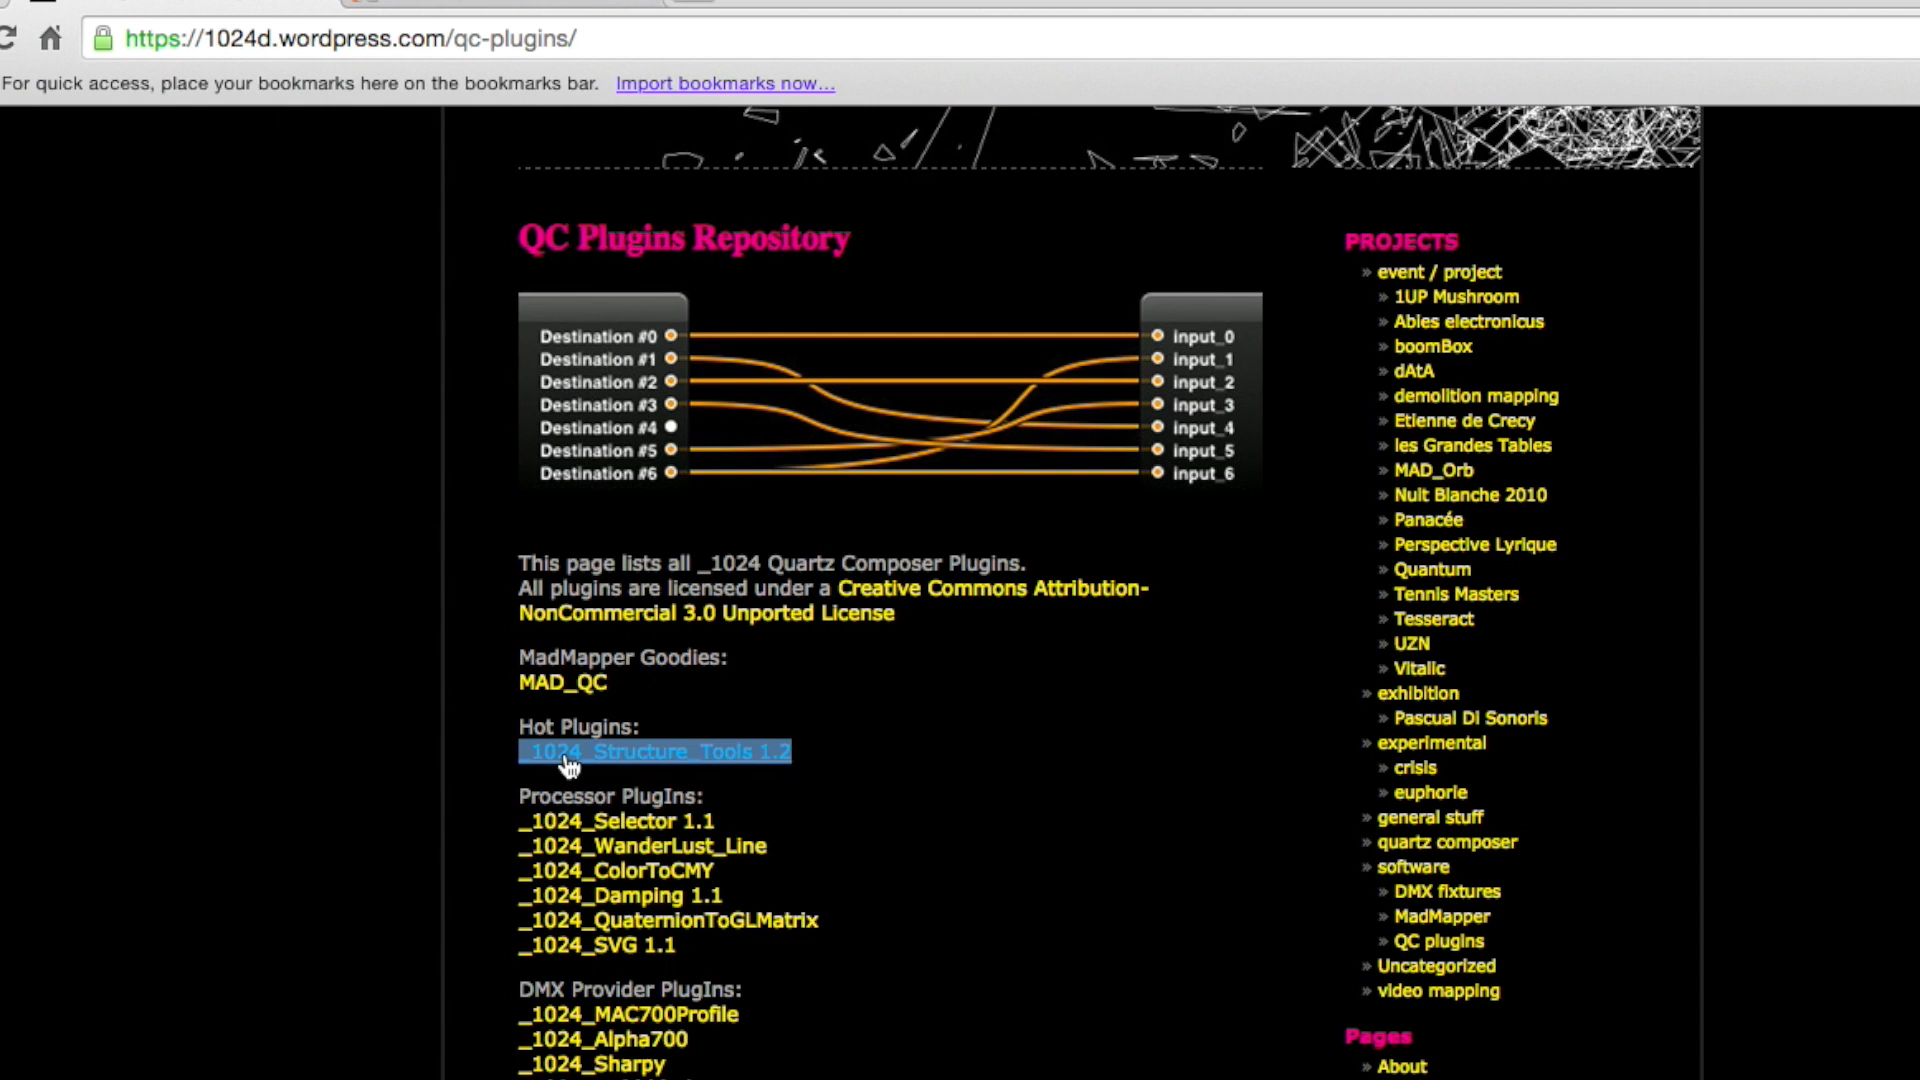 https://1024d.wordpress.com/qc-plugins/
For quick access, place your bookmarks here on the bookmarks bar. Import bookmarks now...
QC Plugins Repository
Destination #0
Destination #1
Destination #2
Destination #3
Destination #4
Destination #5
Destination #6
input_0
input_1
input_2
input_3
input_4
input_5
input_6
This page lists all _1024 Quartz Composer Plugins.
All plugins are licensed under a Creative Commons Attribution-
NonCommercial 3.0 Unported License
MadMapper Goodies:
MAD_QC
Hot Plugins:
_1024_Structure_Tools 1.2
Processor PlugIns:
_1024_Selector 1.1
_1024_WanderLust_Line
_1024_ColorToCMY
_1024_Damping 1.1
_1024_QuaternionToGLMatrix
_1024_SVG 1.1
DMX Provider PlugIns:
_1024_MAC700Profile
_1024_Alpha700
_1024_Sharpy
PROJECTS
» event / project
» 1UP Mushroom
» Abies electronicus
» boomBox
» dAtA
» demolition mapping
» Etienne de Crecy
» les Grandes Tables
» MAD_Orb
» Nuit Blanche 2010
» Panacée
» Perspective Lyrique
» Quantum
» Tennis Masters
» Tesseract
» UZN
» Vitalic
» exhibition
» Pascual Di Sonoris
» experimental
» crisis
» euphorie
» general stuff
» quartz composer
» software
» DMX fixtures
» MadMapper
» QC plugins
» Uncategorized
» video mapping
Pages
» About